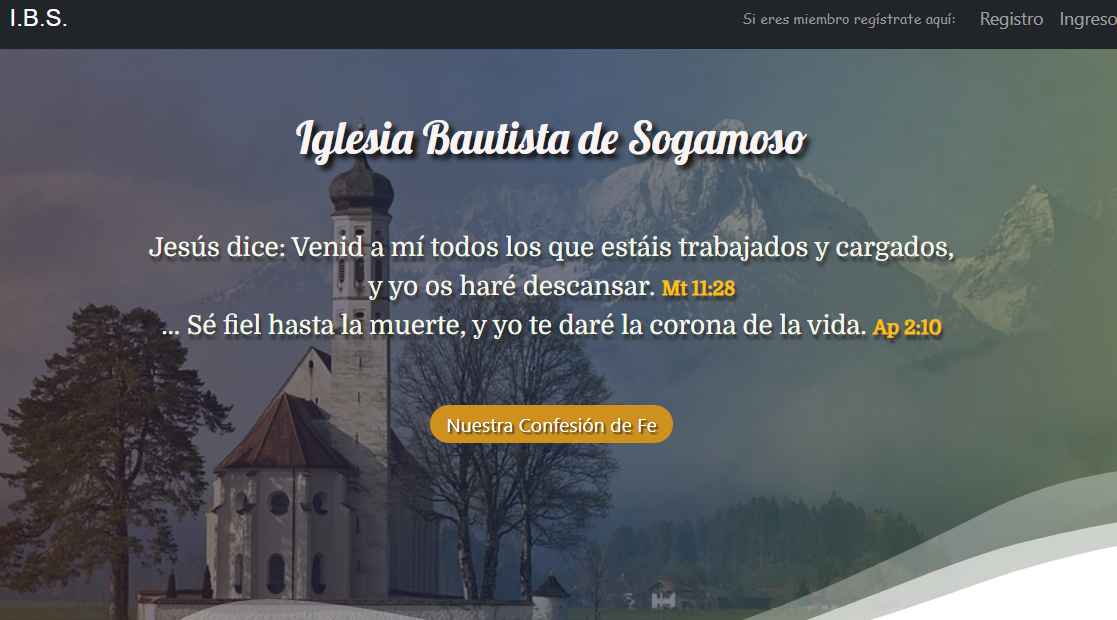 I.B.S.
Si eres miembro regístrate aquí:
Registro
Ingreso
Iglesia Bautista de Sogamoso
Jesús dice: Venid a mí todos los que estáis trabajados y cargados,
y yo os haré descansar. Mt 11:28
... Sé fiel hasta la muerte, y yo te daré la corona de la vida. Ap 2:10
Nuestra Confesión de Fe